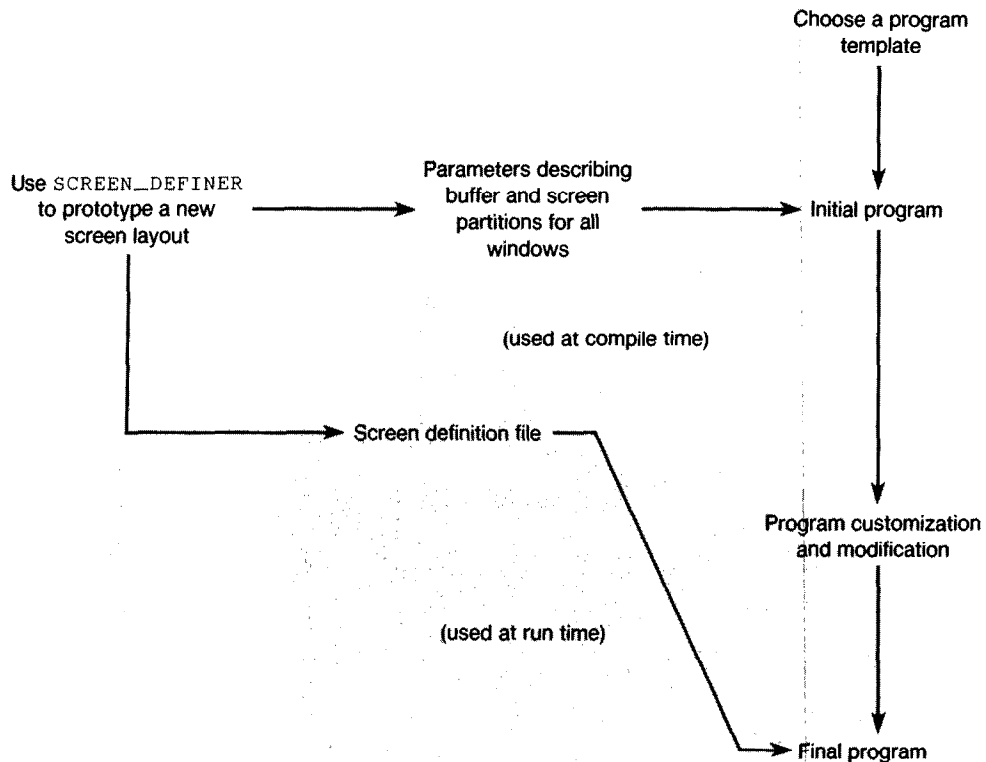 Choose a program
template
Use SCREEN_DEFINER
to prototype a new
screen layout
Parameters describing
buffer and screen
partitions for all
windows
Initial program
(used at compile time)
Screen definition file
Program customization
and modification
(used at run time)
Final program